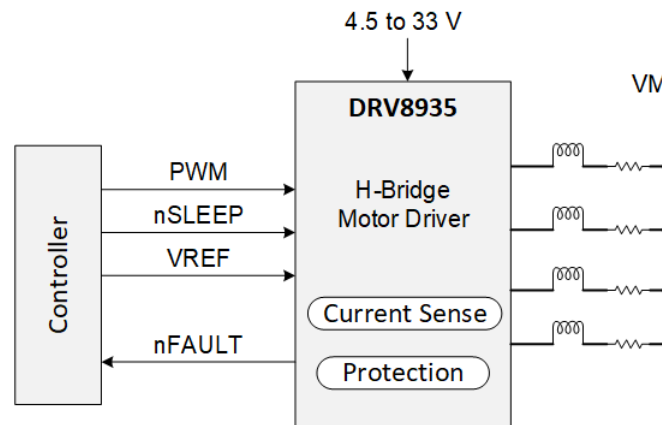 4.5 to 33 V
VM
DRV8935
H-Bridge
Motor Driver
Controller
PWM
nSLEEP
VREF
nFAULT
Current Sense
Protection